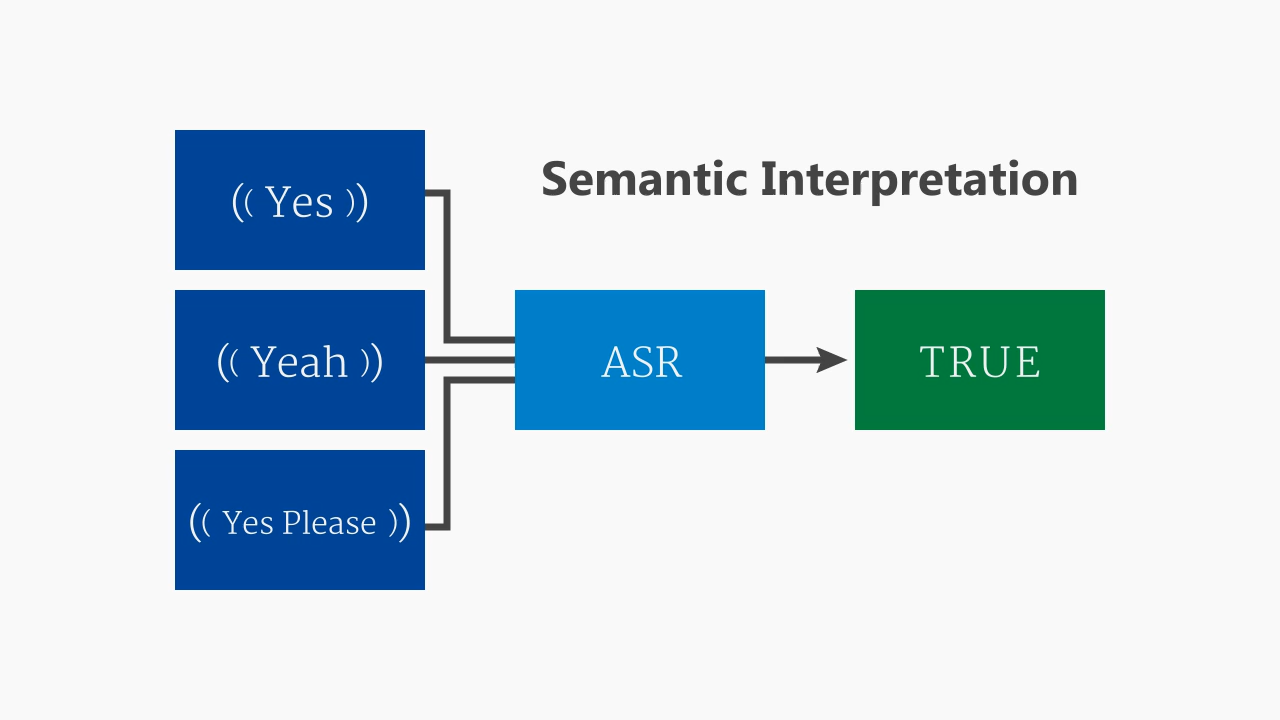 Semantic Interpretation
(( Yes ))
(( Yeah ))
(( Yes Please ))
ASR
TRUE